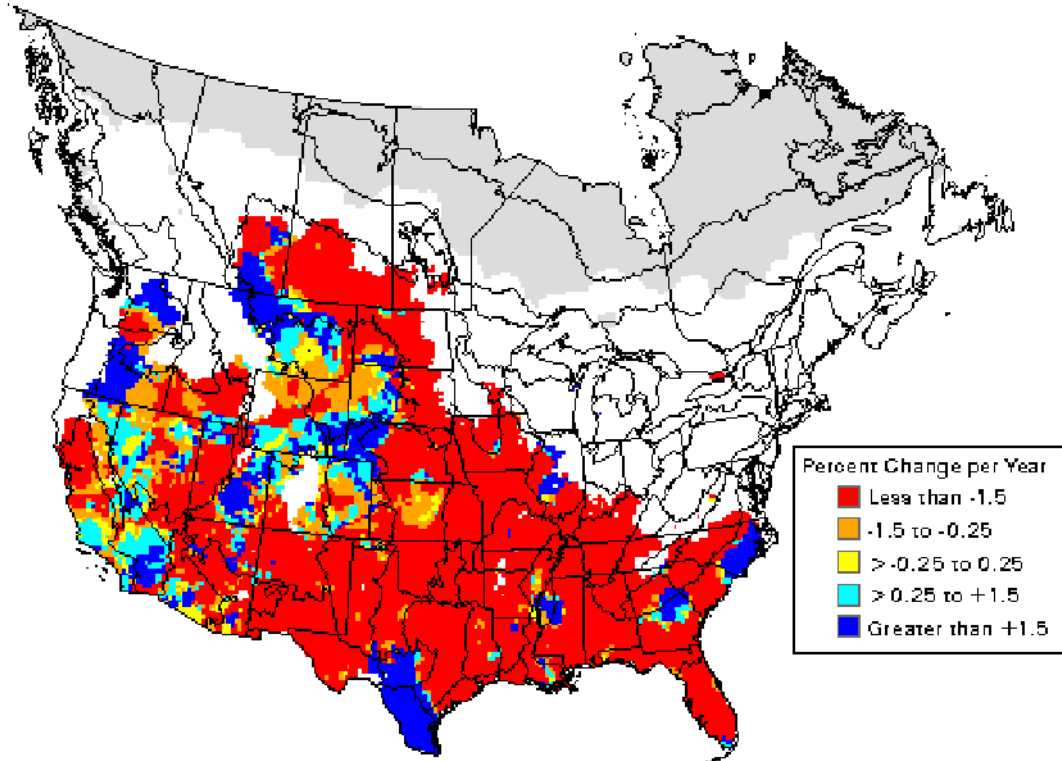 Percent Change per Year
Less than -1.5
-1.5 to -0.25
>-0.25 to 0.25
> 0.25 to +1.5
Greater than +1.5